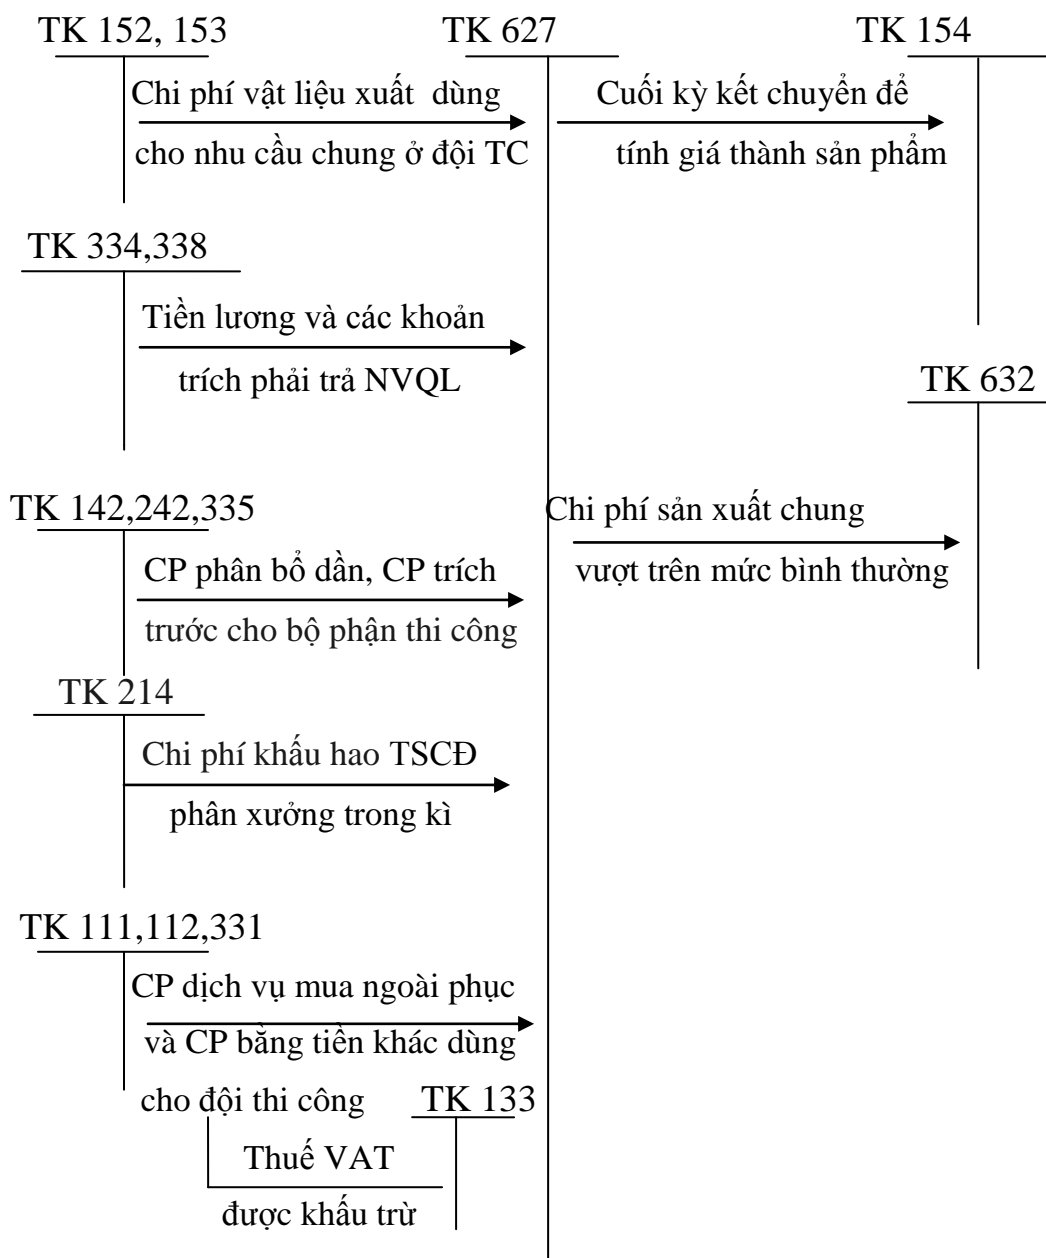 TK 152, 153
TK 627
TK 154
Chi phí vật liệu xuất dùng
cho nhu cầu chung ở đội TC
Cuối kỳ kết chuyển để
tính giá thành sản phẩm
TK 334,338
Tiền lương và các khoản
trích phải trả NVQL
TK 632
TK 142,242,335
CP phân bổ dần, CP trích
trước cho bộ phận thi công
Chi phí sản xuất chung
vượt trên mức bình thường
TK 214
Chi phí khấu hao TSCĐ
phân xưởng trong kì
TK 111,112,331
CP dịch vụ mua ngoài phục
và CP bằng tiền khác dùng
cho đội thi công
TK 133
Thuế VAT
được khấu trừ